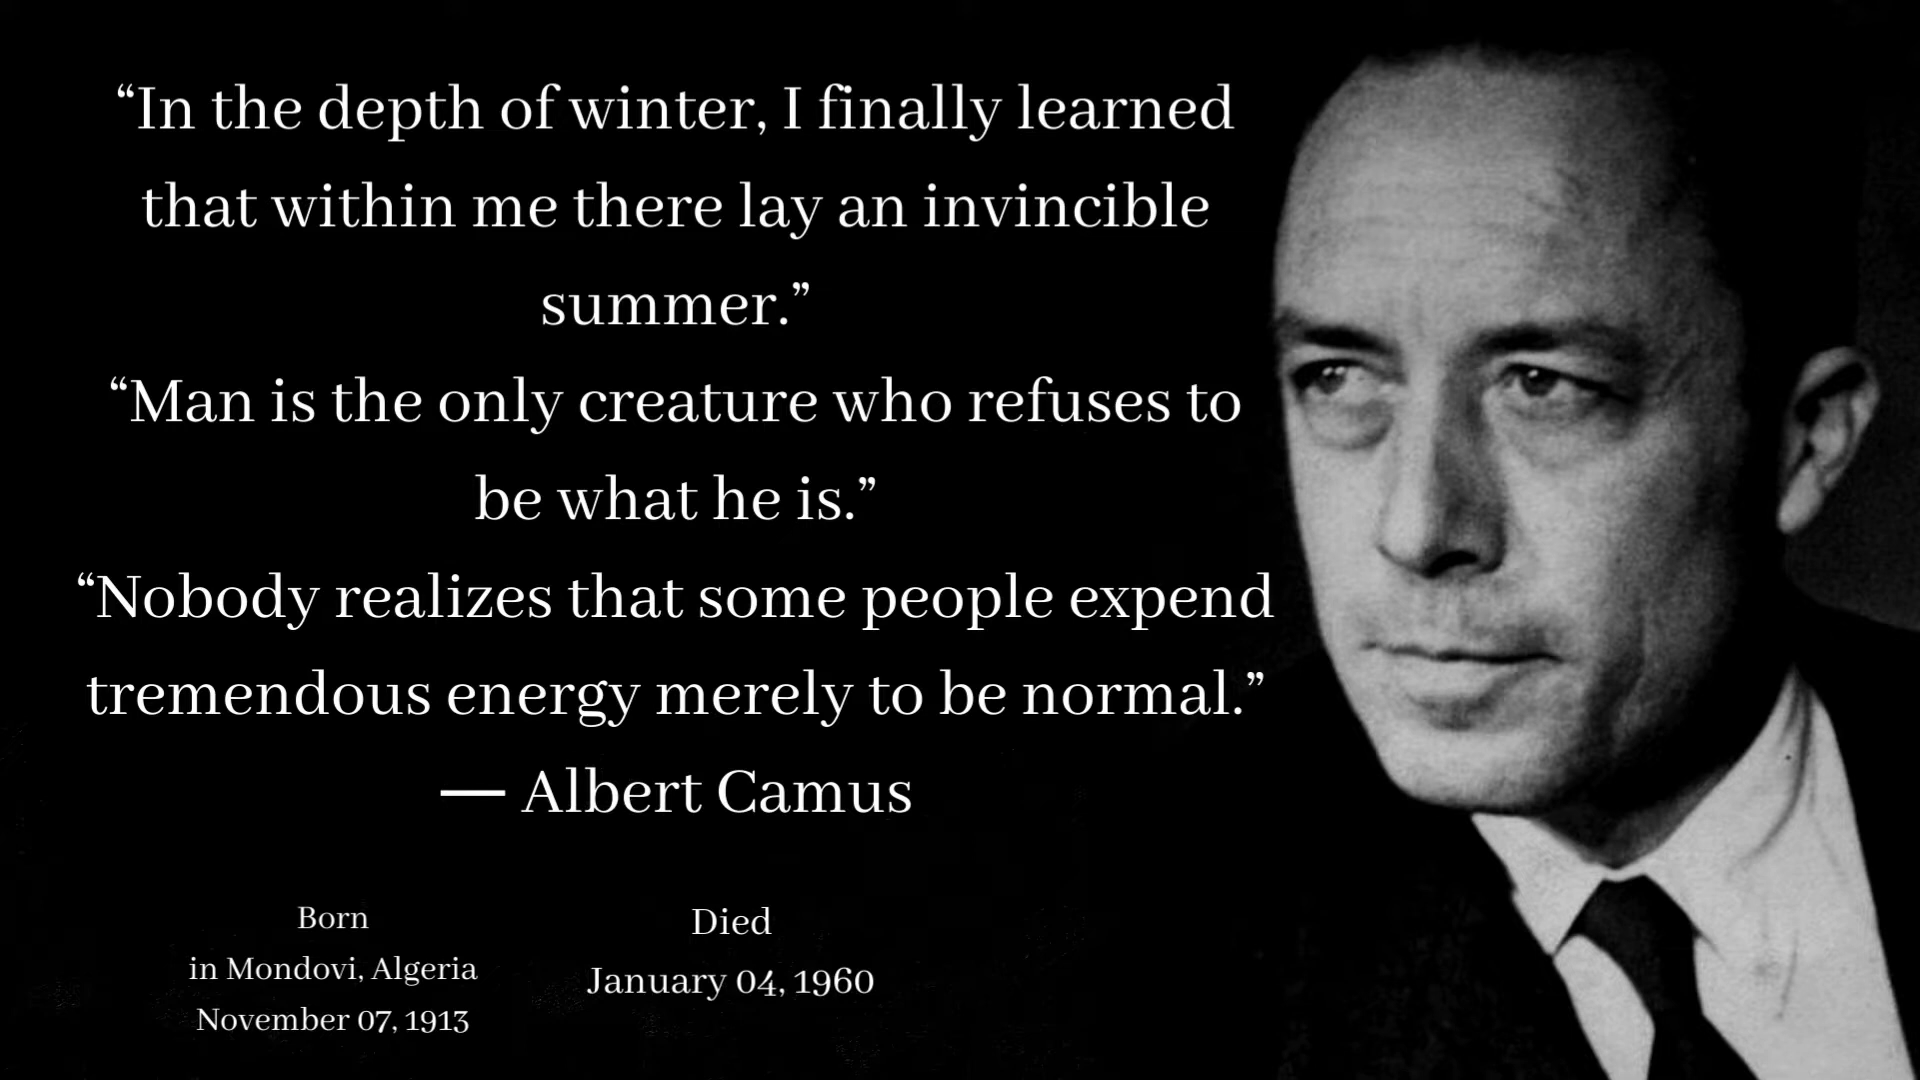 “In the depth of winter, I finally learned
that within me there lay an invincible
summer.”
“Man is the only creature who refuses to
be what he is.”
“Nobody realizes that some people expend
tremendous energy merely to be normal.”
― Albert Camus
Born
in Mondovi, Algeria
November 07, 1913
Died
January 04, 1960